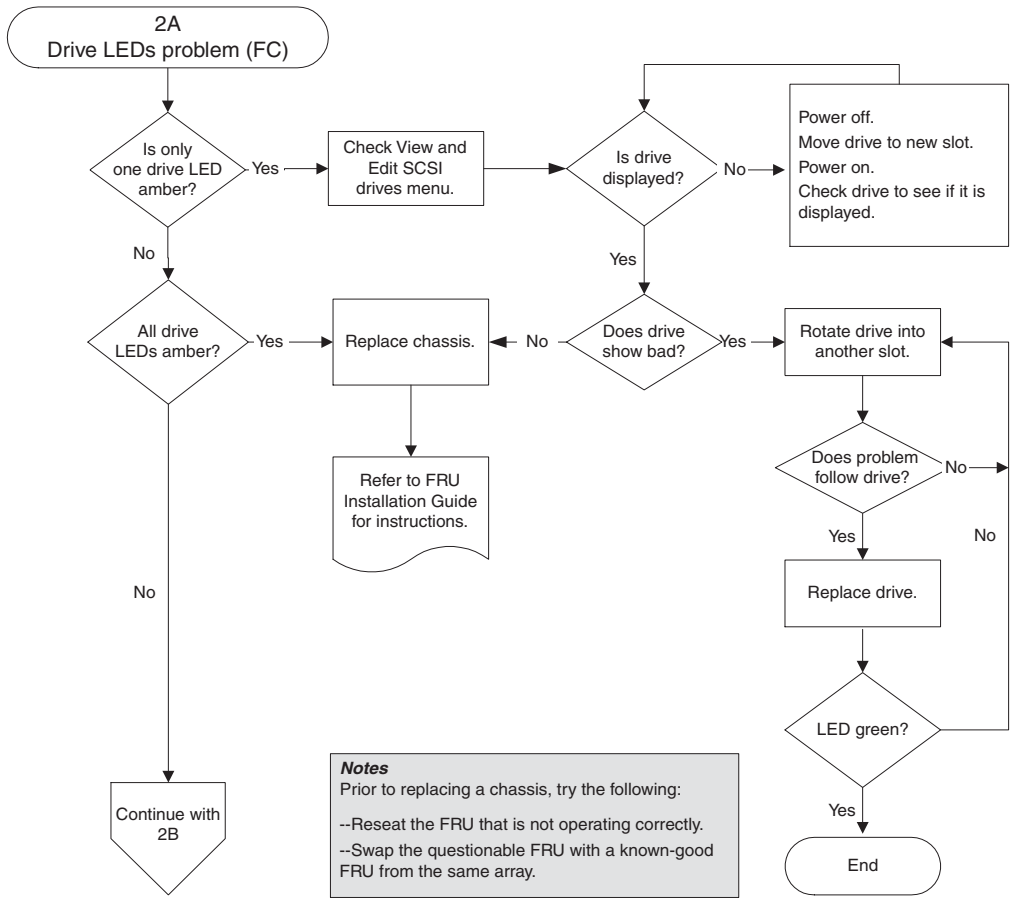 2A
Drive LEDs problem (FC)
Is only
one drive LED
amber?
Yes
Check View and
Edit SCSI
drives menu.
Is drive
displayed?
No
Power off.
Move drive to new slot.
Power on.
Check drive to see if it is
displayed.
No
Yes
All drive
LEDs amber?
Yes
Replace chassis.
No
Does drive
show bad?
Yes
Rotate drive into
another slot.
Refer to FRU
Installation Guide
for instructions.
Does problem
follow drive?
No
Yes
No
No
Replace drive.
LED green?
Yes
End
Continue with
2B
Notes
Prior to replacing a chassis, try the following:
--Reseat the FRU that is not operating correctly.
--Swap the questionable FRU with a known-good
FRU from the same array.